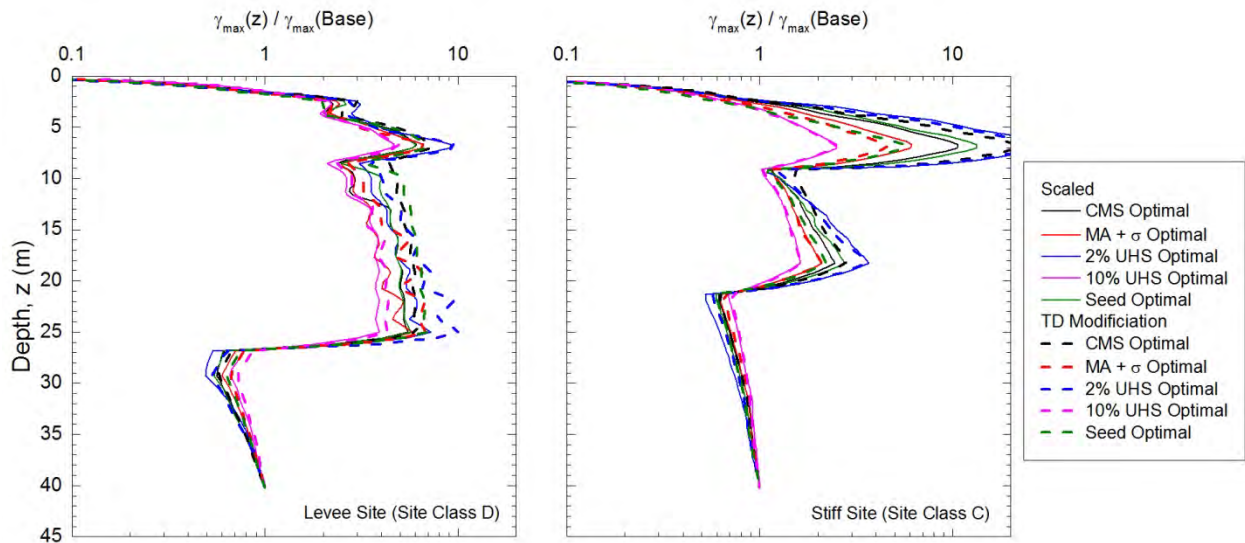 γmax(z) / γmax(Base)
γmax(z) / γmax(Base)
0.1 1 10
0.1 1 10
0
5
10
15
20
25
30
35
40
45
Depth, z (m)
Levee Site (Site Class D)
Stiff Site (Site Class C)
Scaled
CMS Optimal
MA + σ Optimal
2% UHS Optimal
10% UHS Optimal
Seed Optimal
TD Modificiation
CMS Optimal
MA + σ Optimal
2% UHS Optimal
10% UHS Optimal
Seed Optimal